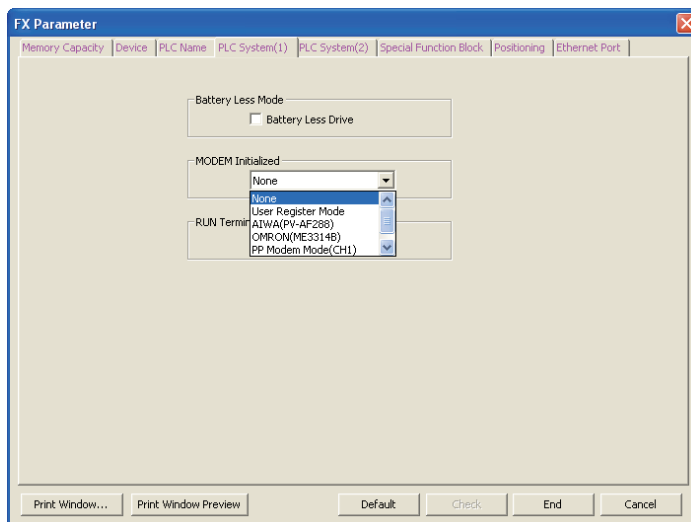 FX Parameter
Memory Capacity Device PLC Name PLC System(1) PLC System(2) Special Function Block Positioning Ethernet Port
Battery Less Mode
Battery Less Drive
MODEM Initialized
None
None
User Register Mode
RUN
AIWA(PV-AF288)
OMRON(ME3314B)
PP Modem Mode(CH1)
Print Window... Print Window Preview Default Check End Cancel